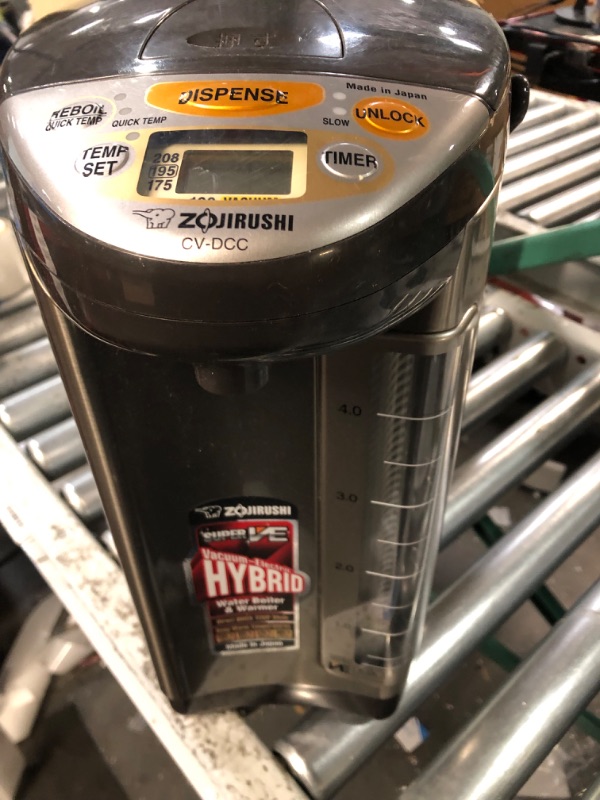 DISPENSE
Made in Japan
REBOIL
QUICK TEMP
QUICK TEMP
SLOW
UNLOCK
TEMP
SET
208
195
175
VACUUM
TIMER
ZOJIRUSHI
CV-DCC
4.0
3.0
2.0
ZOJIRUSHI
SUPER VE
Vacuum-Electric
HYBRID
Water Boiler
& Warmer
Made in Japan